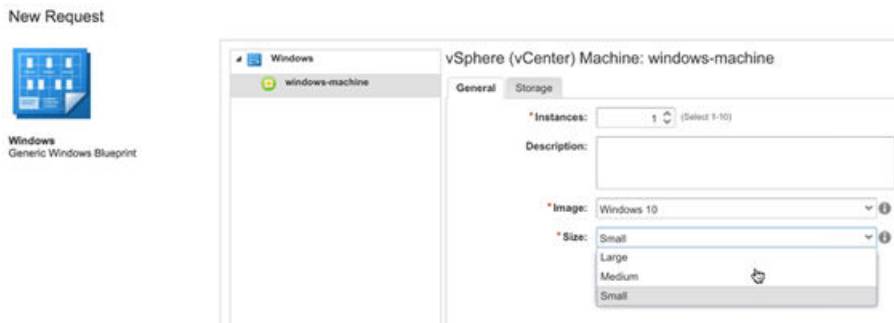 New Request
Windows
Generic Windows Blueprint
Windows
windows-machine
vSphere (vCenter) Machine: windows-machine
General Storage
*Instances: 1 (Select 1-10)
Description:
*Image: Windows 10
*Size: Small
Large
Medium
Small